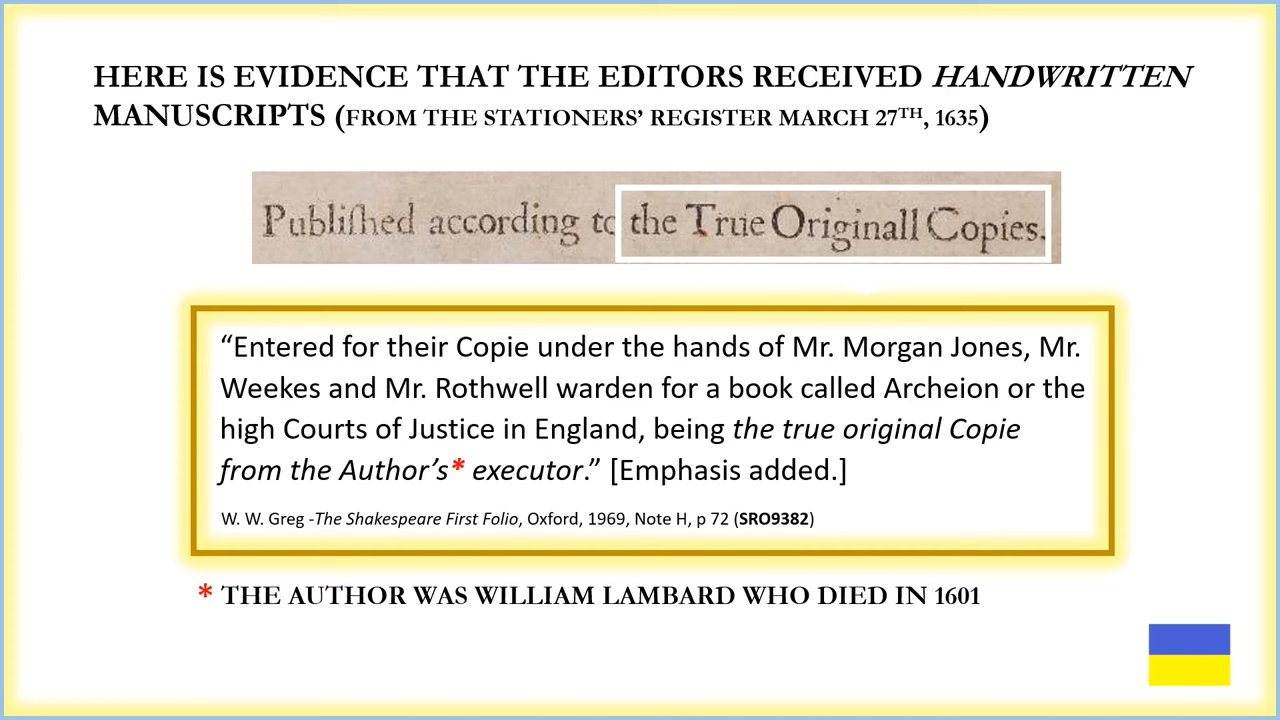 HERE IS EVIDENCE THAT THE EDITORS RECEIVED HANDWRITTEN
MANUSCRIPTS (FROM THE STATIONERS’ REGISTER MARCH 27TH, 1635)
Publiſhed according to the True Originall Copies.
“Entered for their Copie under the hands of Mr. Morgan Jones, Mr.
Weekes and Mr. Rothwell warden for a book called Archeion or the
high Courts of Justice in England, being the true original Copie
from the Author’s* executor.” [Emphasis added.]
W. W. Greg -The Shakespeare First Folio, Oxford, 1969, Note H, p 72 (SRO9382)
* THE AUTHOR WAS WILLIAM LAMBARD WHO DIED IN 1601